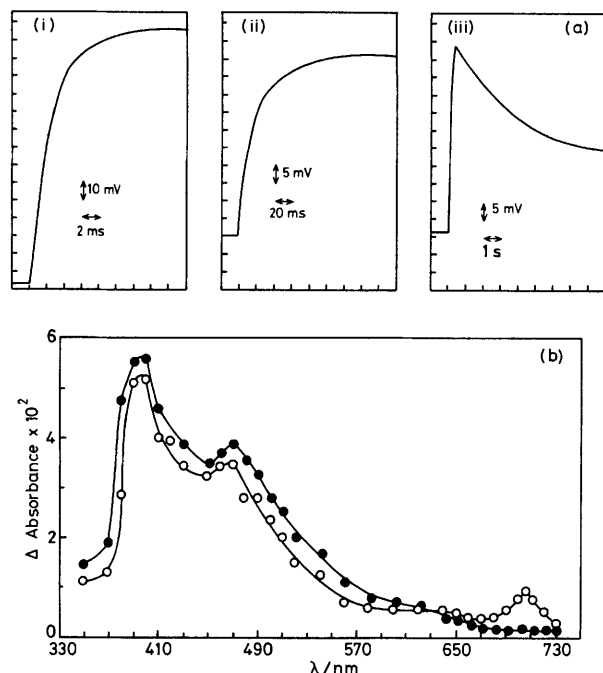 (i)
10 mV
2 ms
(ii)
5 mV
20 ms
(iii)
(a)
5 mV
1 s
(b)
Δ Absorbance x 10²
6
4
2
0
330
410
490
570
650
730
λ/nm